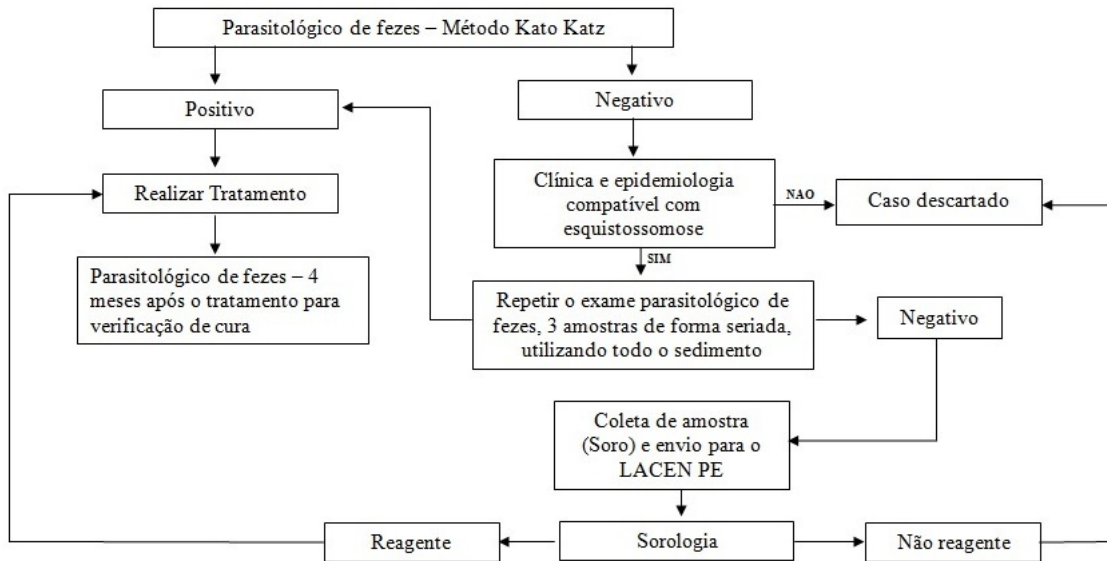 Parasitológico de fezes – Método Kato Katz
Positivo
Negativo
Realizar Tratamento
Clínica e epidemiologia
compatível com
esquistossomose
NAO
Caso descartado
SIM
Parasitológico de fezes – 4
meses após o tratamento para
verificação de cura
Repetir o exame parasitológico de
fezes, 3 amostras de forma seriada,
utilizando todo o sedimento
Negativo
Coleta de amostra
(Soro) e envio para o
LACEN PE
Reagente
Sorologia
Não reagente